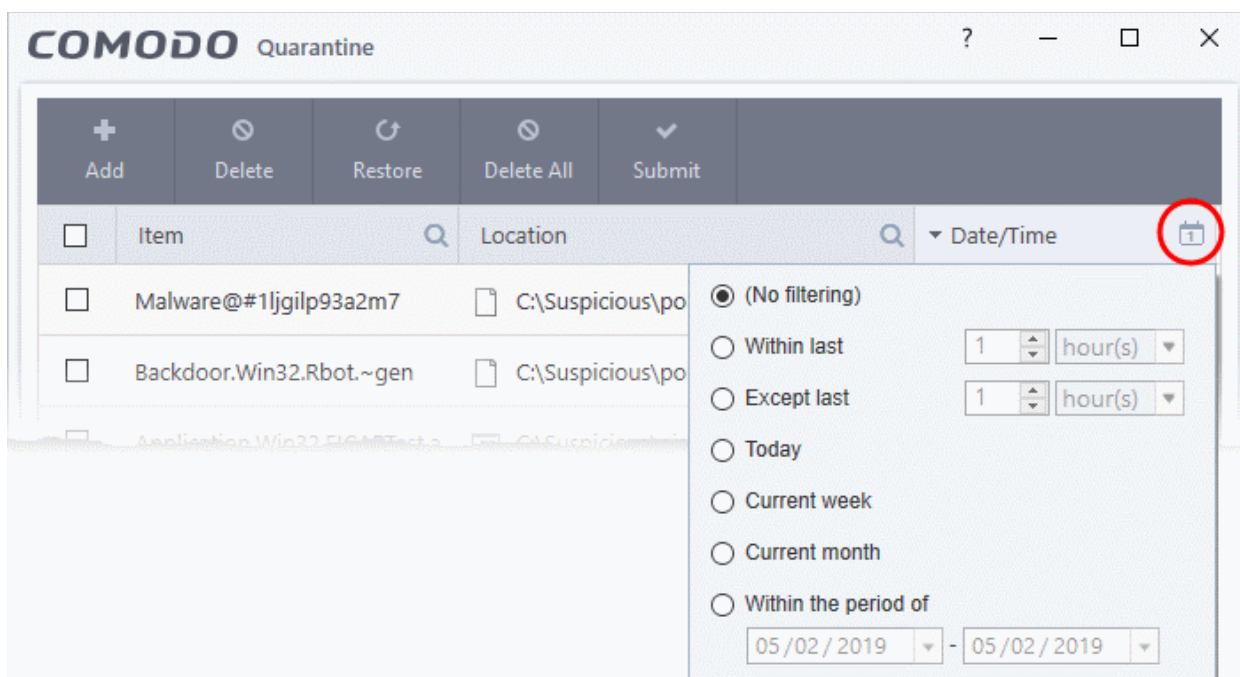 COMODO Quarantine ?
Add Delete Restore Delete All Submit
Item Location Date/Time 1
Malware@#1ljgilp93a2m7 C:\Suspicious\po
(No filtering)
Within last 1 hour(s)
Backdoor.Win32.Rbot.~gen C:\Suspicious\po
Except last 1 hour(s)
Today
Current week
Current month
Within the period of
05/02/2019 - 05/02/2019